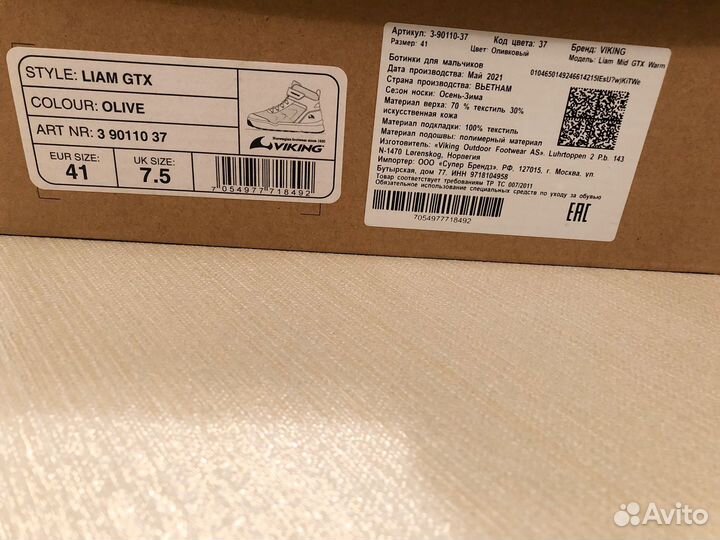 STYLE: LIAM GTX
COLOUR: OLIVE
ART NR: 3 90110 37
EUR SIZE:
41
UK SIZE:
7.5
Norwegian footwear since 1920
VIKING
7 054977 718492
Артикул: 3-90110-37 Код цвета: 37 Бренд: VIKING
Размер: 41 Цвет: Оливковый Модель: Liam Mid GTX Warm
Ботинки для мальчиков
Дата производства: Май 2021
Страна производства: ВЬЕТНАМ
Сезон носки: Осень-Зима
Материал верха: 70 % текстиль 30%
искусственная кожа
Материал подкладки: 100% текстиль
Материал подошвы: полимерный материал
Изготовитель: «Viking Outdoor Footwear AS». Luhrtoppen 2 P.b. 143
N-1470 Lørenskog, Норвегия
Импортер: ООО «Супер Брендз». РФ, 127015, г. Москва, ул
Бутырская, дом 77. ИНН 9718104958
Товар соответствует требованиям ТР ТС 007/2011
Обязательное использование специальных средств по уходу за обувью
7054977718492
EAC
Avito